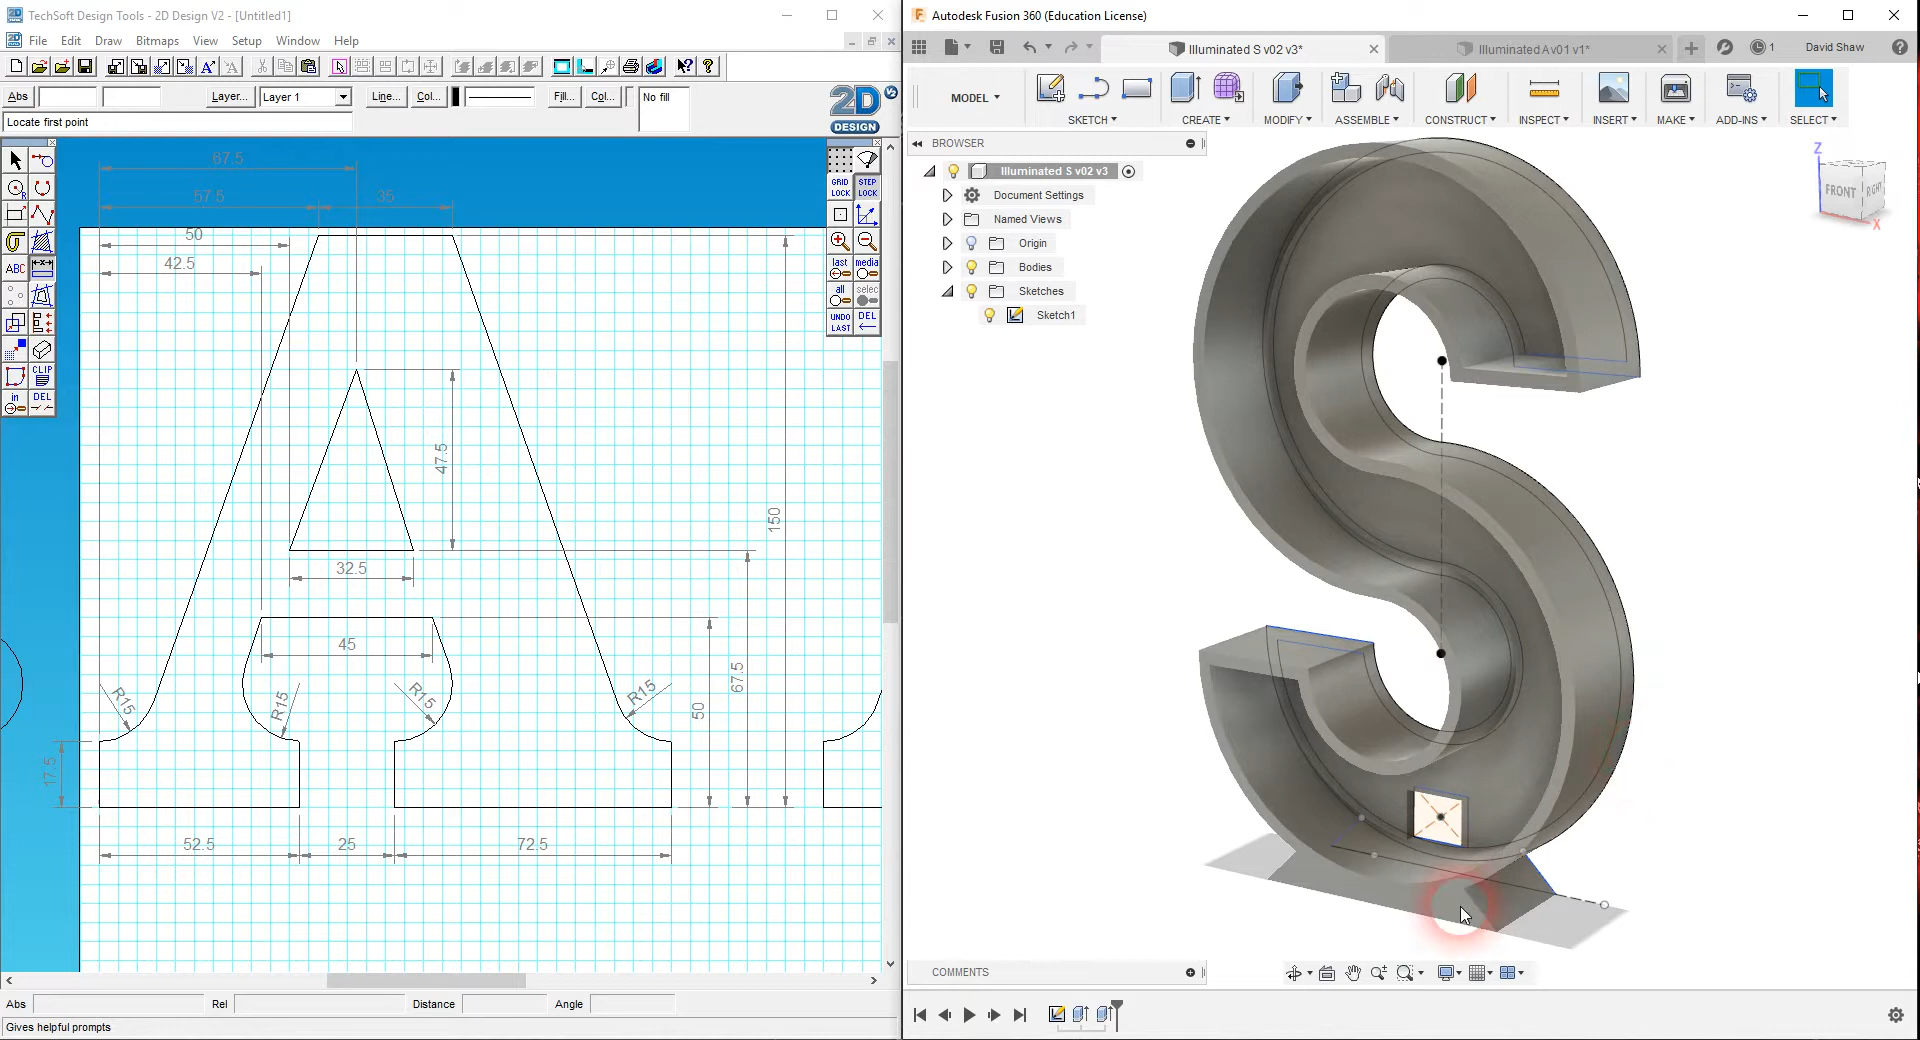 TechSoft Design Tools - 2D Design V2 - [Untitled1]
File Edit Draw Bitmaps View Setup Window Help
Abs Layer... Layer 1 Line... Col... Fill... Col... No fill
2D DESIGN V2
Locate first point
67.5
57.5 35
50
42.5
47.5
150
32.5
45
R15 R15 R15 R15
67.5
50
17.5
52.5 25 72.5
ABC
CLIP
in DEL
GRID LOCK STEP LOCK
last media
all selec
UNDO LAST DEL
Abs Rel Distance Angle
Gives helpful prompts
Autodesk Fusion 360 (Education License)
Illuminated S v02 v3* Illuminated Av01 v1* 1 David Shaw
MODEL SKETCH CREATE MODIFY ASSEMBLE CONSTRUCT INSPECT INSERT MAKE ADD-INS SELECT
BROWSER
Illuminated S v02 v3
Document Settings
Named Views
Origin
Bodies
Sketches
Sketch1
Z
FRONT RIGHT
X
COMMENTS